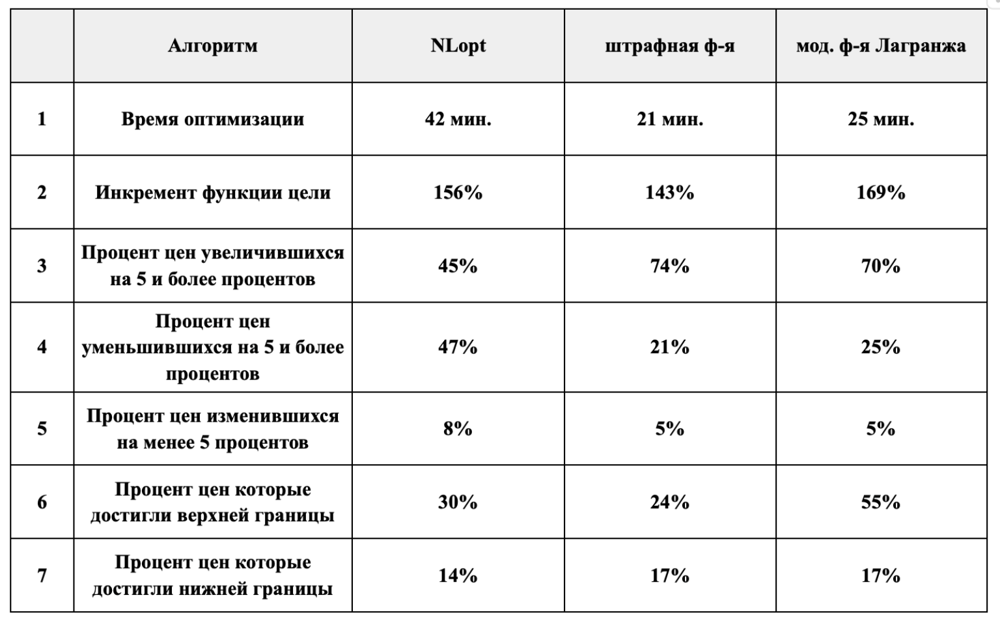 Алгоритм NLopt штрафная ф-я мод. ф-я Лагранжа
1 Время оптимизации 42 мин. 21 мин. 25 мин.
2 Инкремент функции цели 156% 143% 169%
3 Процент цен увеличившихся
на 5 и более процентов 45% 74% 70%
4 Процент цен
уменьшившихся на 5 и более
процентов 47% 21% 25%
5 Процент цен изменившихся
на менее 5 процентов 8% 5% 5%
6 Процент цен которые
достигли верхней границы 30% 24% 55%
7 Процент цен которые
достигли нижней границы 14% 17% 17%